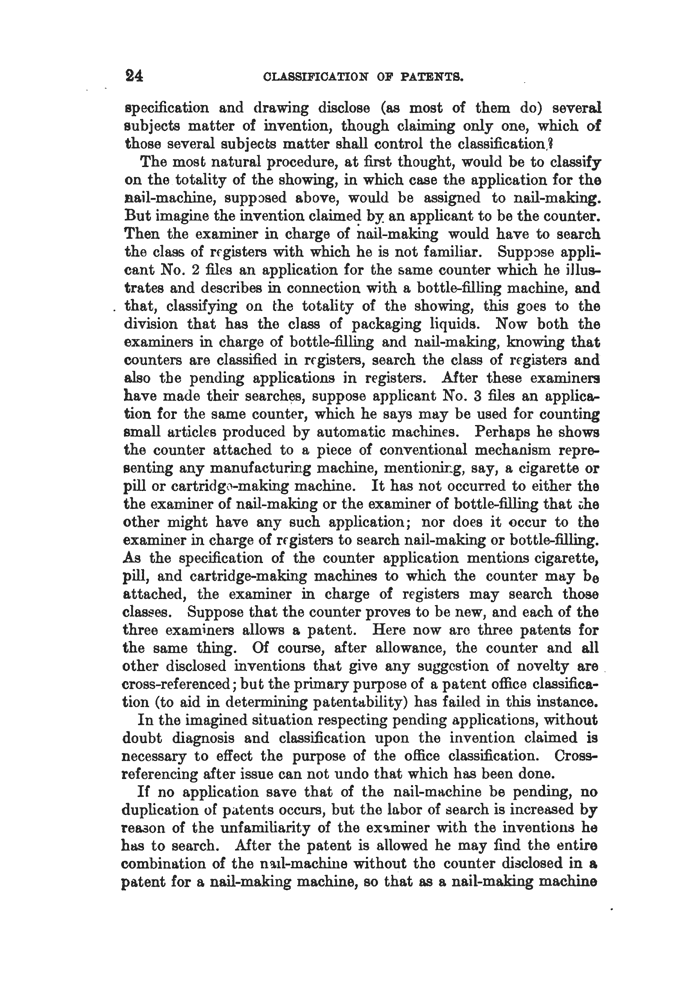 24 CLASSIFICATION OF PATENTS.
specification and drawing disclose (as most of them do) several
subjects matter of invention, though claiming only one, which of
those several subjects matter shall control the classification?
The most natural procedure, at first thought, would be to classify
on the totality of the showing, in which case the application for the
nail-machine, supposed above, would be assigned to nail-making.
But imagine the invention claimed by an applicant to be the counter.
Then the examiner in charge of nail-making would have to search
the class of registers with which he is not familiar. Suppose appli-
cant No. 2 files an application for the same counter which he illus-
trates and describes in connection with a bottle-filling machine, and
that, classifying on the totality of the showing, this goes to the
division that has the class of packaging liquids. Now both the
examiners in charge of bottle-filling and nail-making, knowing that
counters are classified in registers, search the class of registers and
also the pending applications in registers. After these examiners
have made their searches, suppose applicant No. 3 files an applica-
tion for the same counter, which he says may be used for counting
small articles produced by automatic machines. Perhaps he shows
the counter attached to a piece of conventional mechanism repre-
senting any manufacturing machine, mentioning, say, a cigarette or
pill or cartridge-making machine. It has not occurred to either the
the examiner of nail-making or the examiner of bottle-filling that the
other might have any such application; nor does it occur to the
examiner in charge of registers to search nail-making or bottle-filling.
As the specification of the counter application mentions cigarette,
pill, and cartridge-making machines to which the counter may be
attached, the examiner in charge of registers may search those
classes. Suppose that the counter proves to be new, and each of the
three examiners allows a patent. Here now are three patents for
the same thing. Of course, after allowance, the counter and all
other disclosed inventions that give any suggestion of novelty are
cross-referenced; but the primary purpose of a patent office classifica-
tion (to aid in determining patentability) has failed in this instance.
In the imagined situation respecting pending applications, without
doubt diagnosis and classification upon the invention claimed is
necessary to effect the purpose of the office classification. Cross-
referencing after issue can not undo that which has been done.
If no application save that of the nail-machine be pending, no
duplication of patents occurs, but the labor of search is increased by
reason of the unfamiliarity of the examiner with the inventions he
has to search. After the patent is allowed he may find the entire
combination of the nail-machine without the counter disclosed in a
patent for a nail-making machine, so that as a nail-making machine